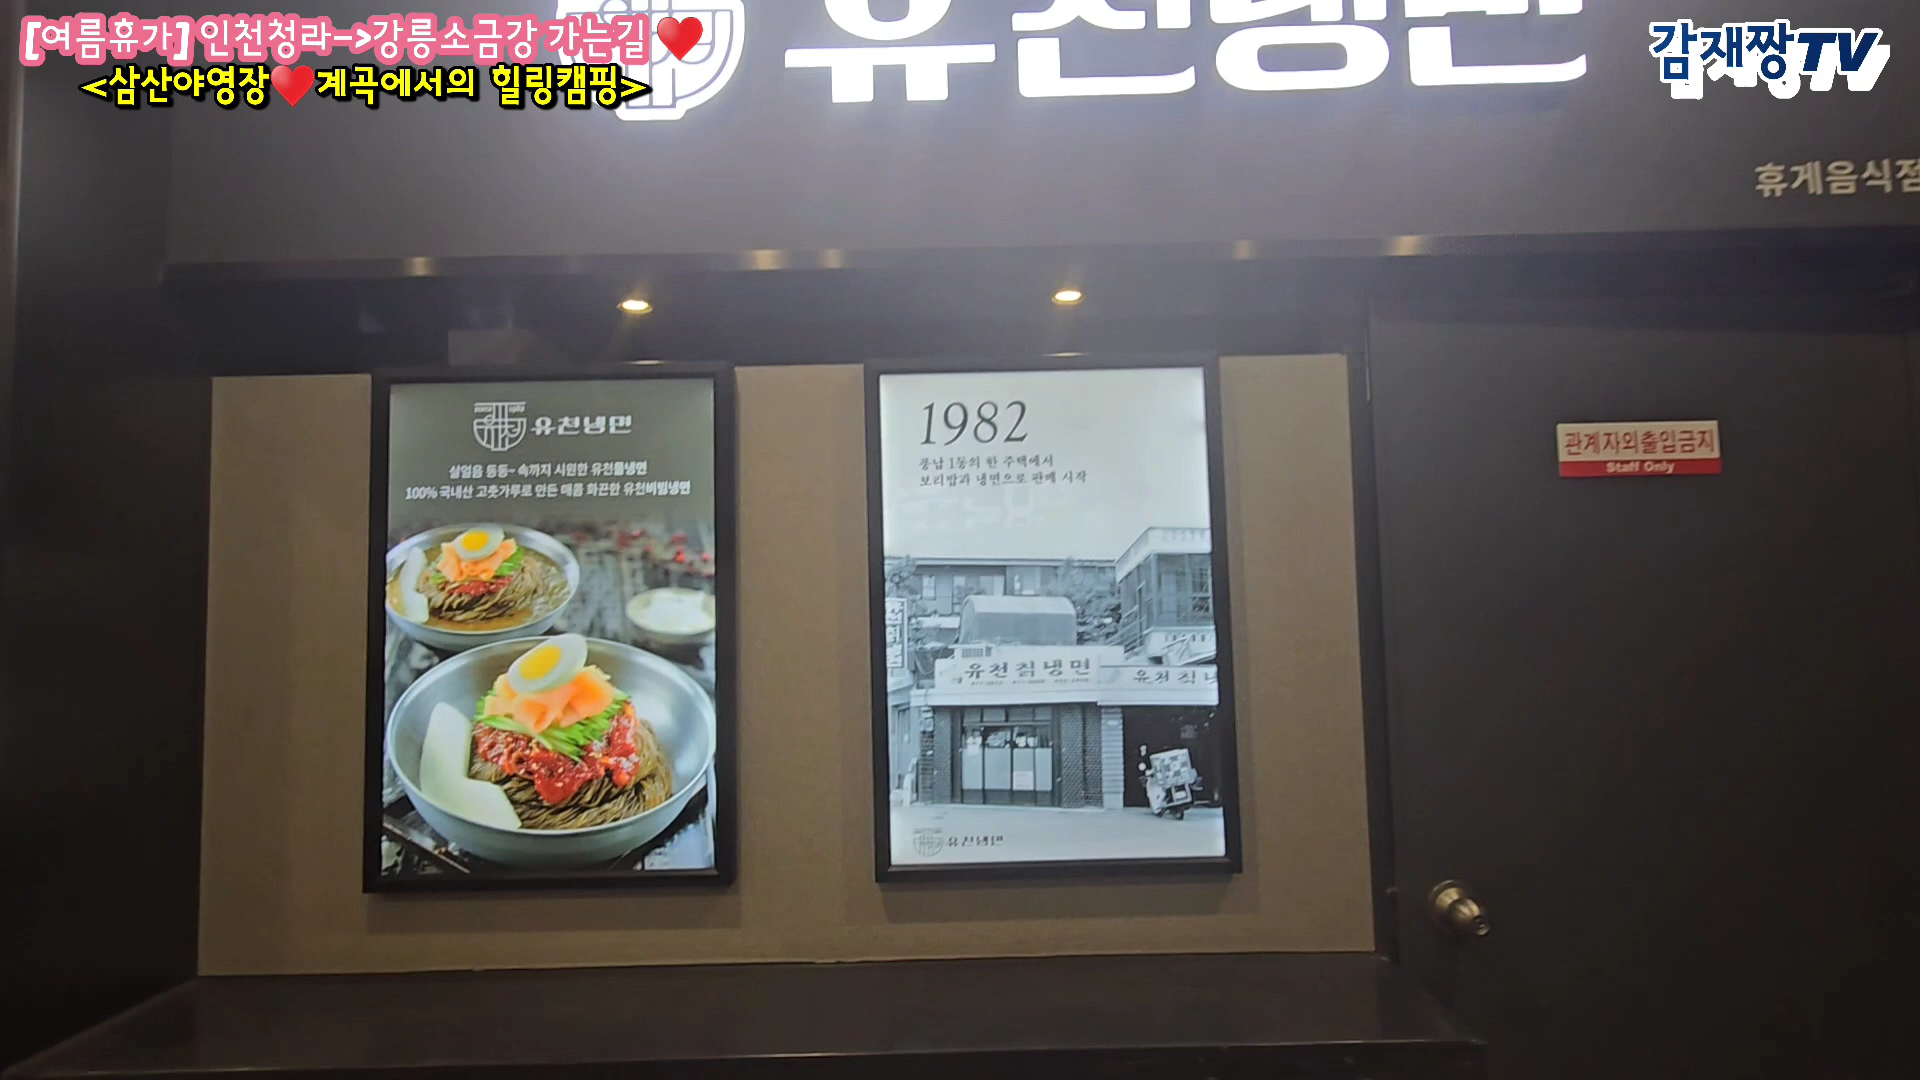 [여름휴가] 인천청라->강릉소금강 가는길
<삼산야영장♥계곡에서의 힐링캠핑>
감재짱TV
유천냉면
휴게음식점
유천냉면
살얼음 동동~ 속까지 시원한 유천물냉면
100% 국내산 고춧가루로 만든 매콤 화끈한 유천비빔냉면
1982
풍납 1동의 한 주택에서
보리밥과 냉면으로 판매 시작
유천칡냉면
유천칡냉
유천냉면
관계자외출입금지
Staff Only